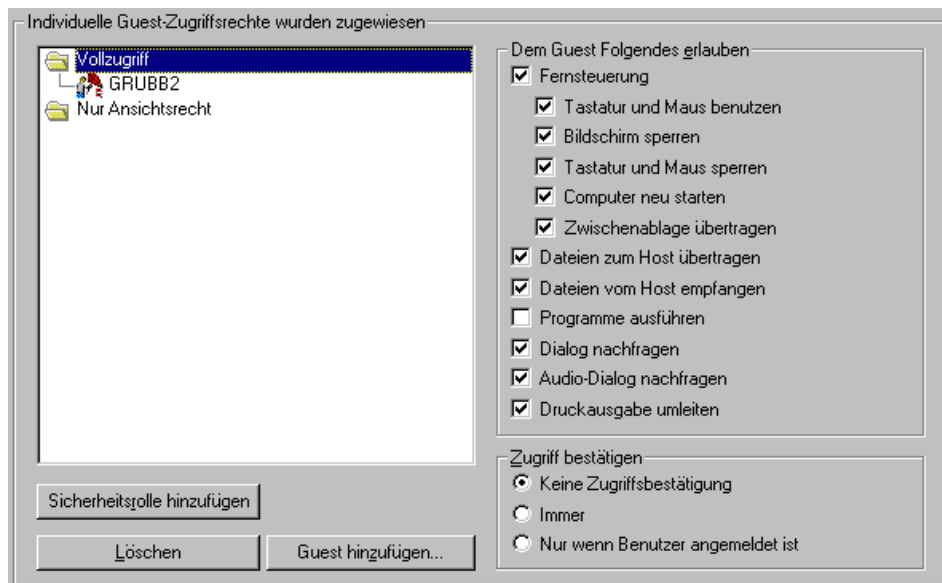 Individuelle Guest-Zugriffsrechte wurden zugewiesen
Vollzugriff
GRUBB2
Nur Ansichtsrecht
Sicherheitsrolle hinzufügen
Löschen
Guest hinzufügen...
Dem Guest Folgendes erlauben
Fernsteuerung
Tastatur und Maus benutzen
Bildschirm sperren
Tastatur und Maus sperren
Computer neu starten
Zwischenablage übertragen
Dateien zum Host übertragen
Dateien vom Host empfangen
Programme ausführen
Dialog nachfragen
Audio-Dialog nachfragen
Druckausgabe umleiten
Zugriff bestätigen
Keine Zugriffsbestätigung
Immer
Nur wenn Benutzer angemeldet ist